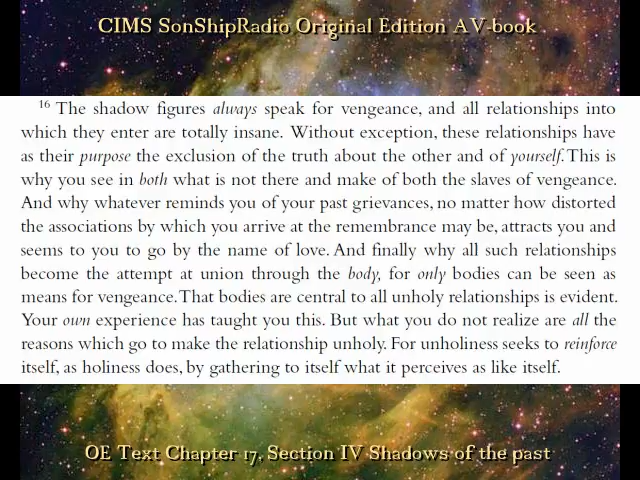 CIMS SonShipRadio Original Edition AV-book
16 The shadow figures always speak for vengeance, and all relationships into
which they enter are totally insane. Without exception, these relationships have
as their purpose the exclusion of the truth about the other and of yourself. This is
why you see in both what is not there and make of both the slaves of vengeance.
And why whatever reminds you of your past grievances, no matter how distorted
the associations by which you arrive at the remembrance may be, attracts you and
seems to you to go by the name of love. And finally why all such relationships
become the attempt at union through the body, for only bodies can be seen as
means for vengeance. That bodies are central to all unholy relationships is evident.
Your own experience has taught you this. But what you do not realize are all the
reasons which go to make the relationship unholy. For unholiness seeks to reinforce
itself, as holiness does, by gathering to itself what it perceives as like itself.
OE Text Chapter 17, Section IV Shadows of the past